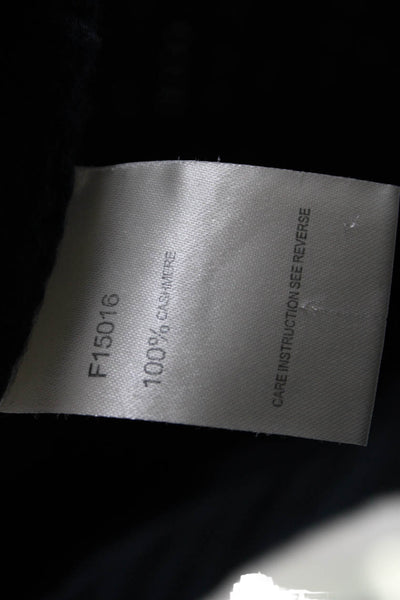 F15016
100% CASHMERE
CARE INSTRUCTION SEE REVERSE